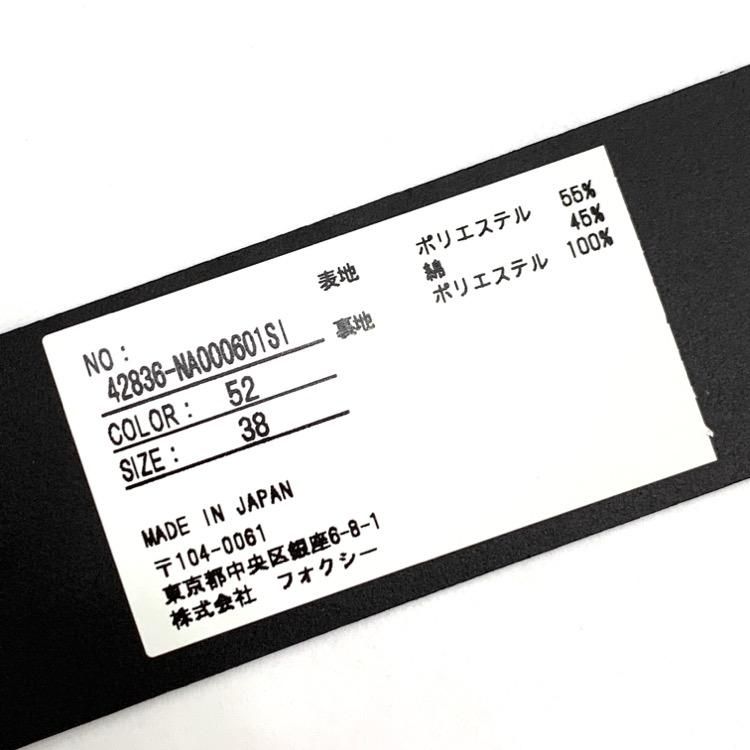 表地 ポリエステル 55%
綿 45%
裏地 ポリエステル 100%
NO:
42836-NA000601SI
COLOR: 52
SIZE: 38
MADE IN JAPAN
〒104-0061
東京都中央区銀座6-8-1
株式会社 フォクシー